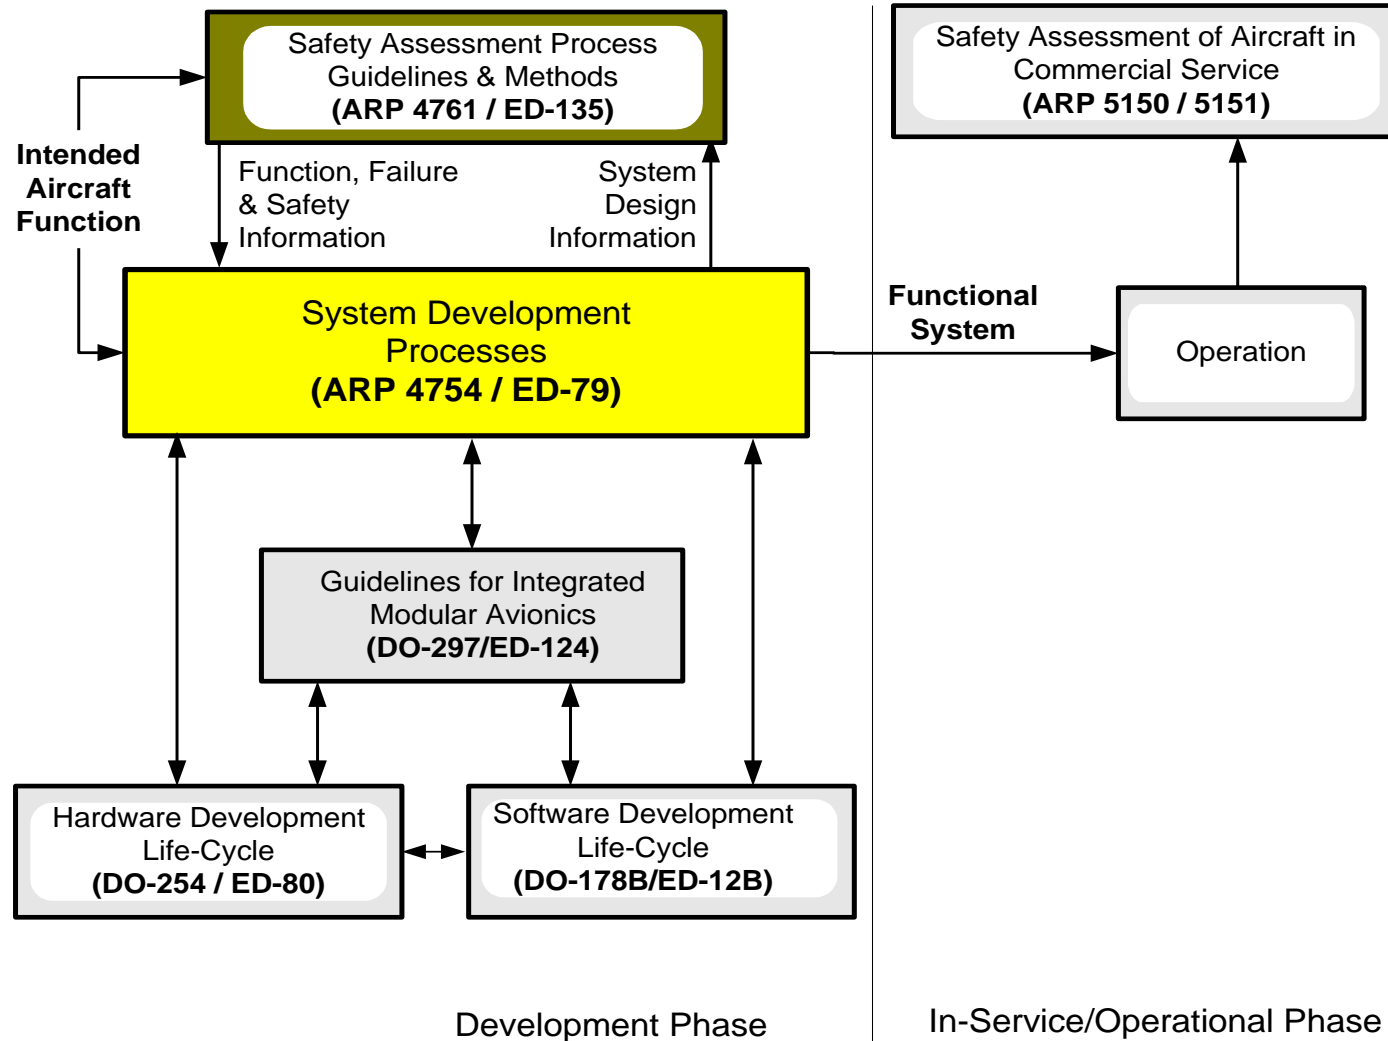 Safety Assessment Process
Guidelines & Methods
(ARP 4761 / ED-135)
Safety Assessment of Aircraft in
Commercial Service
(ARP 5150 / 5151)
Intended
Aircraft
Function
Function, Failure
& Safety
Information
System
Design
Information
System Development
Processes
(ARP 4754 / ED-79)
Functional
System
Operation
Guidelines for Integrated
Modular Avionics
(DO-297/ED-124)
Hardware Development
Life-Cycle
(DO-254 / ED-80)
Software Development
Life-Cycle
(DO-178B/ED-12B)
Development Phase
In-Service/Operational Phase